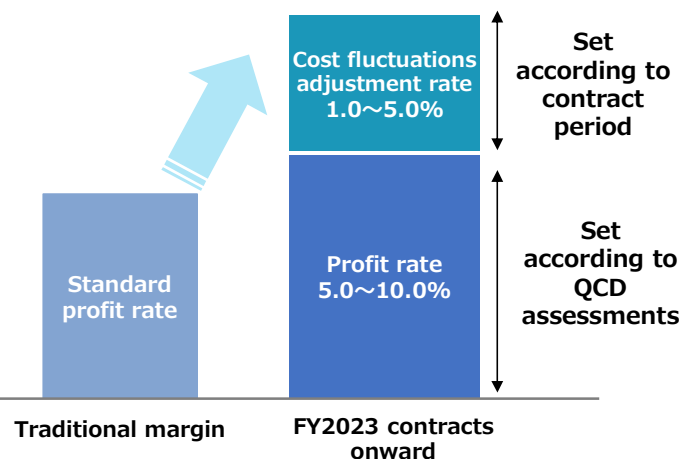 Cost fluctuations
adjustment rate
1.0～5.0%
Set
according to
contract
period
Standard
profit rate
Profit rate
5.0～10.0%
Set
according to
QCD
assessments
Traditional margin
FY2023 contracts
onward